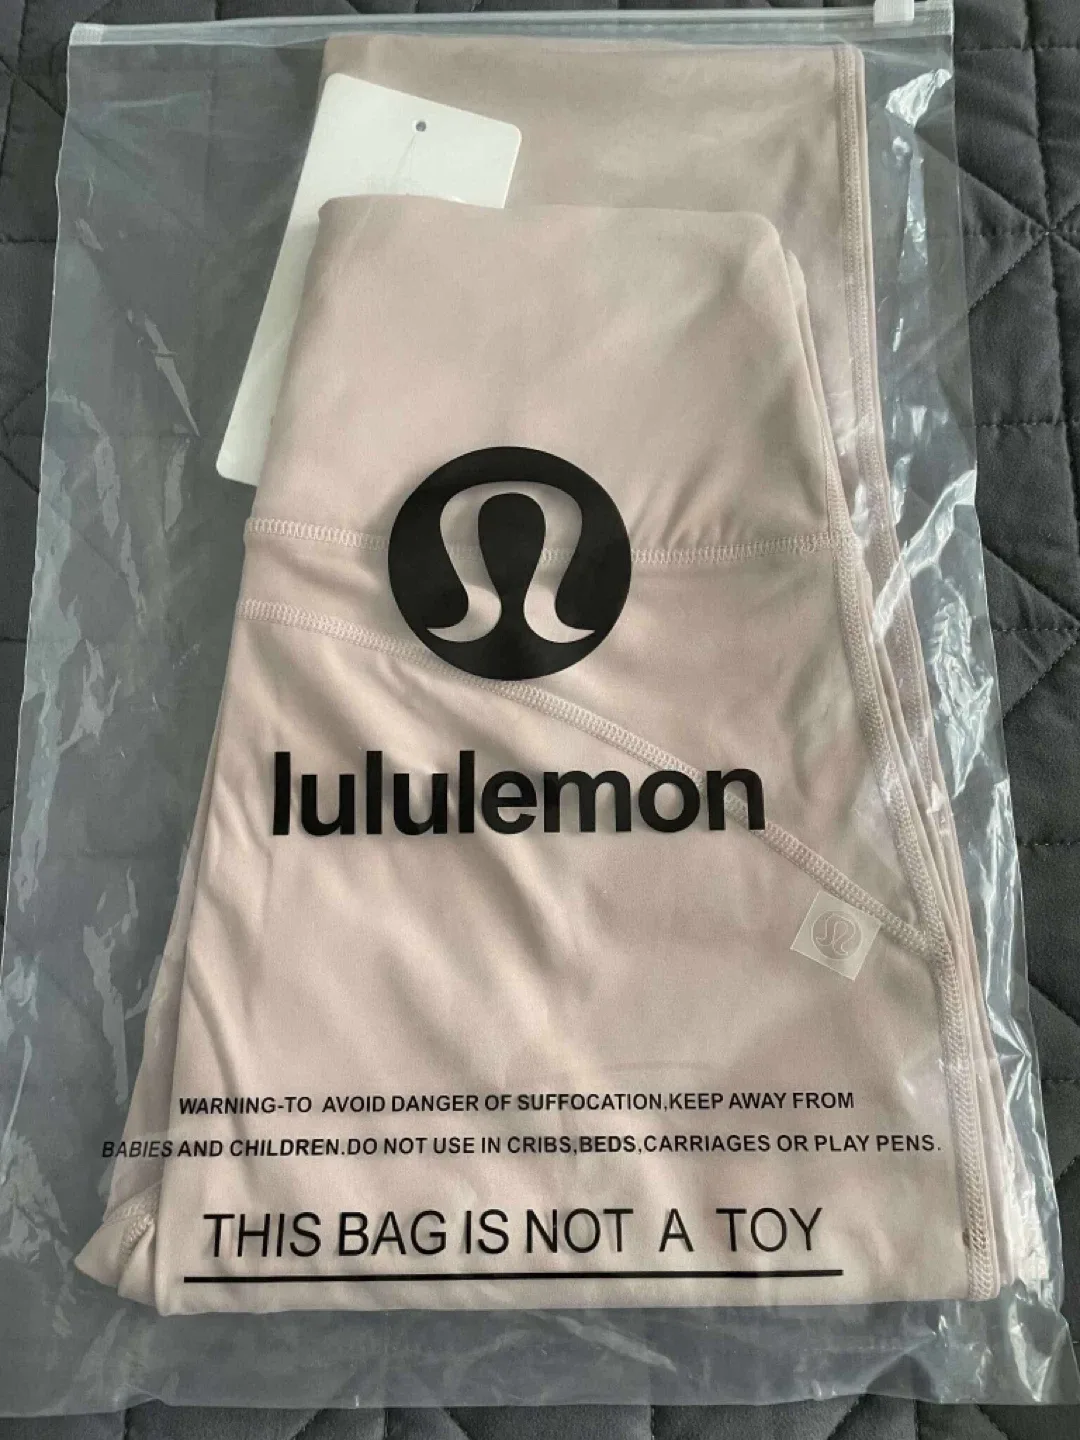 lululemon
WARNING-TO AVOID DANGER OF SUFFOCATION,KEEP AWAY FROM
BABIES AND CHILDREN.DO NOT USE IN CRIBS,BEDS,CARRIAGES OR PLAY PENS.
THIS BAG IS NOT A TOY